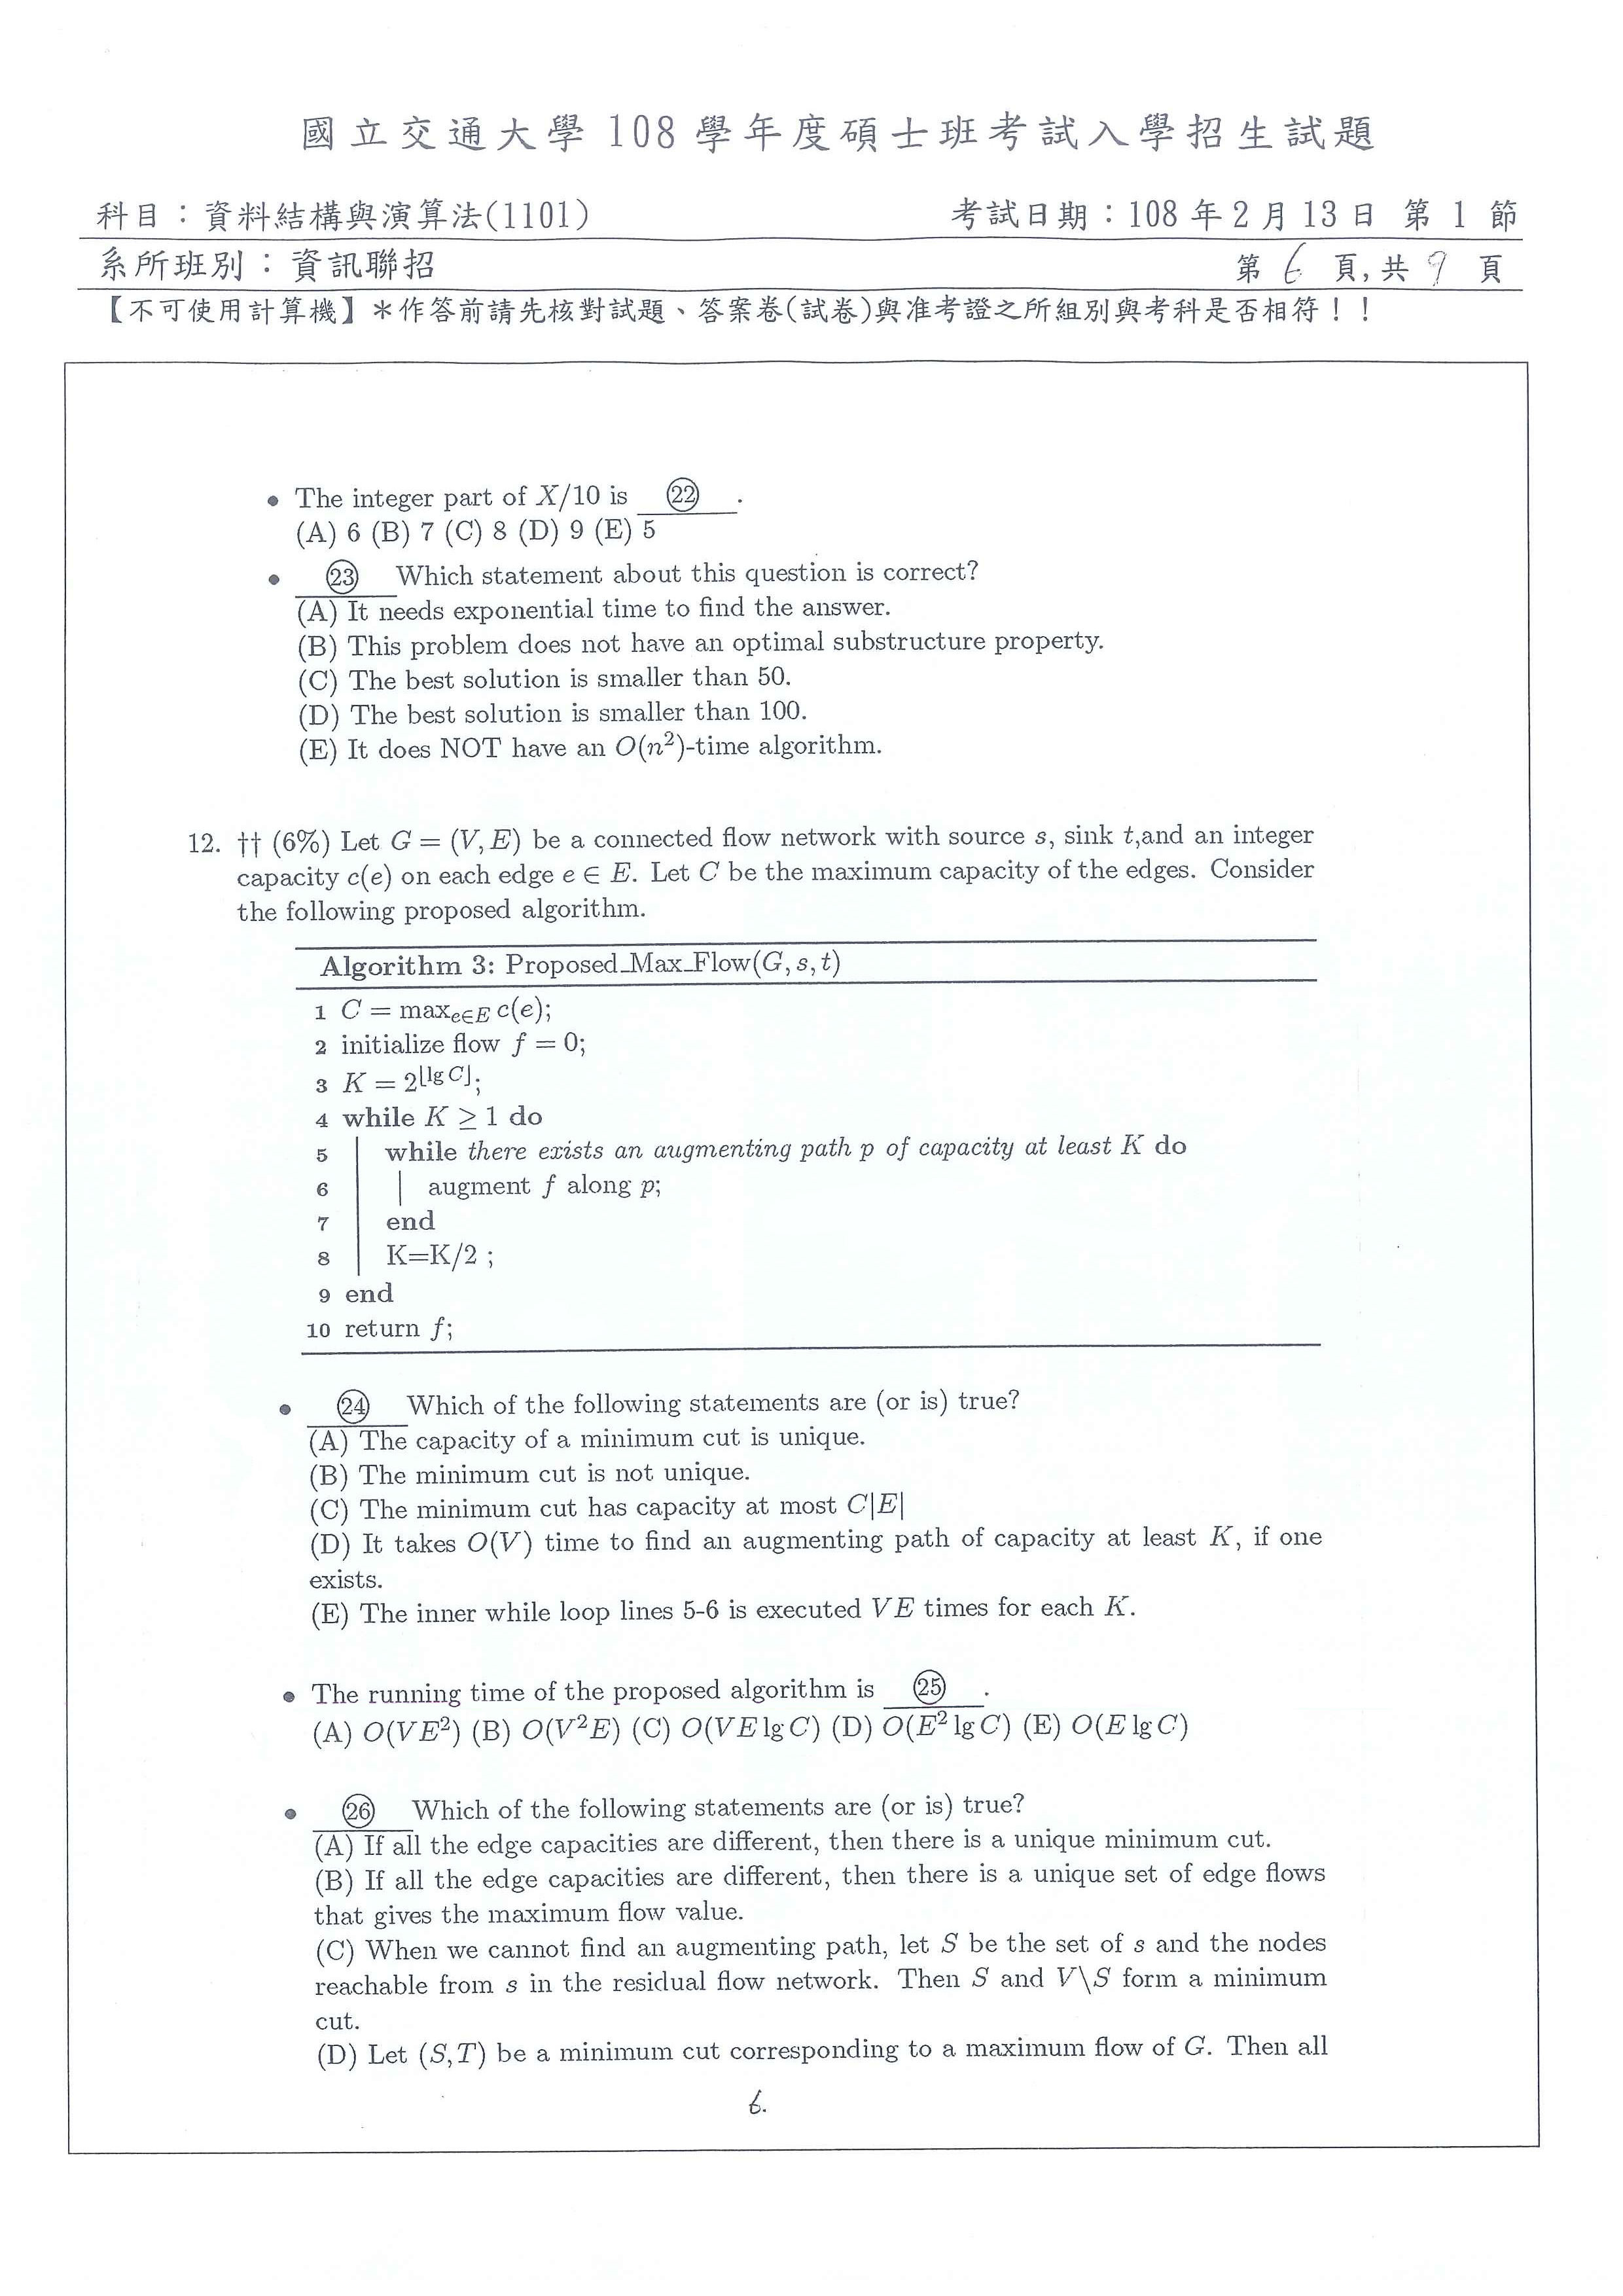 國立交通大學 108 學年度碩士班考試入學招生試題
科目：資料結構與演算法(1101) 考試日期：108 年 2 月 13 日 第 1 節
系所班別：資訊聯招 第 6 頁,共 9 頁
【不可使用計算機】＊作答前請先核對試題、答案卷(試卷)與准考證之所組別與考科是否相符！！
• The integer part of X/10 is ㉒ .
(A) 6 (B) 7 (C) 8 (D) 9 (E) 5
• ㉓ Which statement about this question is correct?
(A) It needs exponential time to find the answer.
(B) This problem does not have an optimal substructure property.
(C) The best solution is smaller than 50.
(D) The best solution is smaller than 100.
(E) It does NOT have an O(n²)-time algorithm.
12. †† (6%) Let G = (V, E) be a connected flow network with source s, sink t,and an integer
capacity c(e) on each edge e ∈ E. Let C be the maximum capacity of the edges. Consider
the following proposed algorithm.
Algorithm 3: Proposed_Max_Flow(G, s, t)
1 C = max_{e∈E} c(e);
2 initialize flow f = 0;
3 K = 2^{⌊lg C⌋};
4 while K ≥ 1 do
5 while there exists an augmenting path p of capacity at least K do
6 augment f along p;
7 end
8 K=K/2 ;
9 end
10 return f;
• ㉔ Which of the following statements are (or is) true?
(A) The capacity of a minimum cut is unique.
(B) The minimum cut is not unique.
(C) The minimum cut has capacity at most C|E|
(D) It takes O(V) time to find an augmenting path of capacity at least K, if one
exists.
(E) The inner while loop lines 5-6 is executed VE times for each K.
• The running time of the proposed algorithm is ㉕ .
(A) O(VE²) (B) O(V²E) (C) O(VE lg C) (D) O(E² lg C) (E) O(E lg C)
• ㉖ Which of the following statements are (or is) true?
(A) If all the edge capacities are different, then there is a unique minimum cut.
(B) If all the edge capacities are different, then there is a unique set of edge flows
that gives the maximum flow value.
(C) When we cannot find an augmenting path, let S be the set of s and the nodes
reachable from s in the residual flow network. Then S and V\S form a minimum
cut.
(D) Let (S, T) be a minimum cut corresponding to a maximum flow of G. Then all
6.